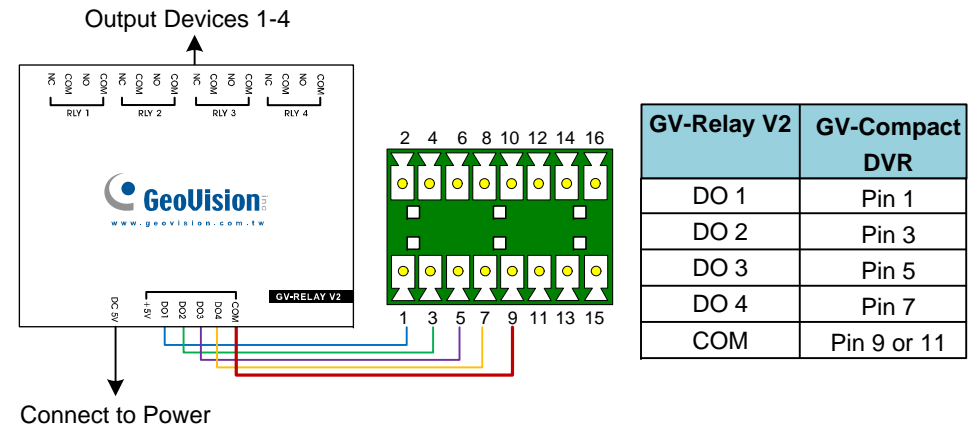 Output Devices 1-4
NC COM NO COM NC COM NO COM NC COM NO COM NC COM NO COM
RLY 1 RLY 2 RLY 3 RLY 4
GeoVision Inc
www.geovision.com.tw
GV-RELAY V2
DC 5V +5V DO1 DO2 DO3 DO4 COM
Connect to Power
2 4 6 8 10 12 14 16
1 3 5 7 9 11 13 15
GV-Relay V2 GV-Compact
DVR
DO 1 Pin 1
DO 2 Pin 3
DO 3 Pin 5
DO 4 Pin 7
COM Pin 9 or 11